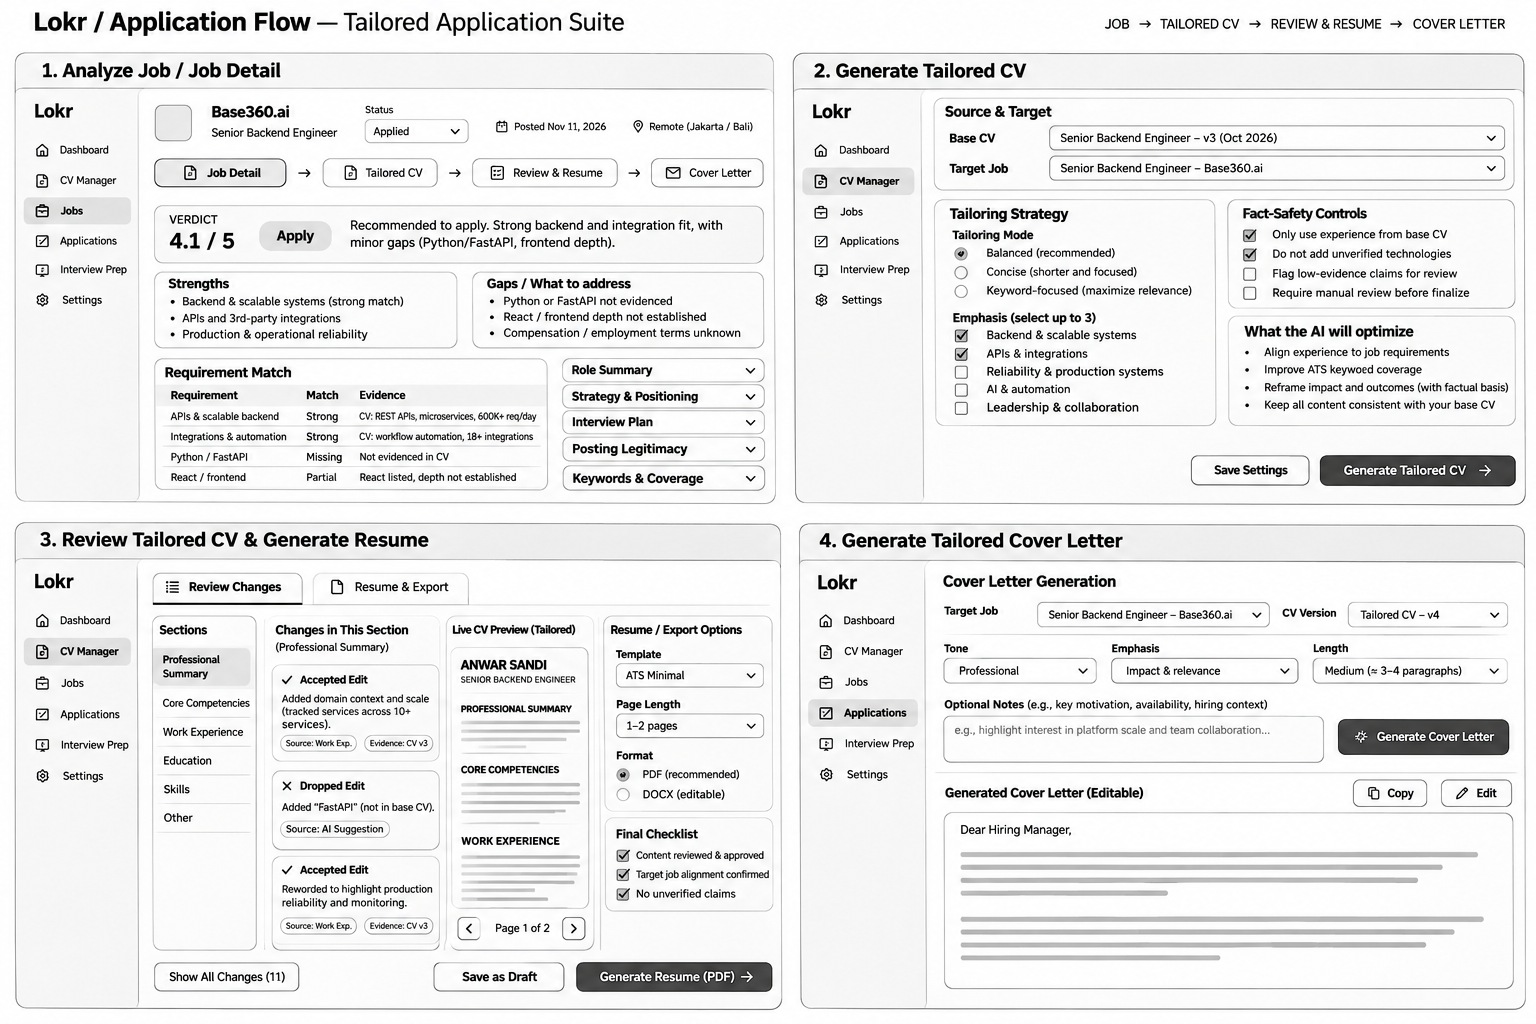 Lokr / Application Flow — Tailored Application Suite
JOB → TAILORED CV → REVIEW & RESUME → COVER LETTER
1. Analyze Job / Job Detail
Lokr
Dashboard
CV Manager
Jobs
Applications
Interview Prep
Settings
Base360.ai
Senior Backend Engineer
Status
Applied
Posted Nov 11, 2026
Remote (Jakarta / Bali)
Job Detail → Tailored CV → Review & Resume → Cover Letter
VERDICT
4.1 / 5
Apply
Recommended to apply. Strong backend and integration fit, with
minor gaps (Python/FastAPI, frontend depth).
Strengths
• Backend & scalable systems (strong match)
• APIs and 3rd-party integrations
• Production & operational reliability
Gaps / What to address
• Python or FastAPI not evidenced
• React / frontend depth not established
• Compensation / employment terms unknown
Requirement Match
Requirement Match Evidence
APIs & scalable backend Strong CV: REST APIs, microservices, 600K+ req/day
Integrations & automation Strong CV: workflow automation, 18+ integrations
Python / FastAPI Missing Not evidenced in CV
React / frontend Partial React listed, depth not established
Role Summary
Strategy & Positioning
Interview Plan
Posting Legitimacy
Keywords & Coverage
2. Generate Tailored CV
Lokr
Dashboard
CV Manager
Jobs
Applications
Interview Prep
Settings
Source & Target
Base CV Senior Backend Engineer – v3 (Oct 2026)
Target Job Senior Backend Engineer – Base360.ai
Tailoring Strategy
Tailoring Mode
Balanced (recommended)
Concise (shorter and focused)
Keyword-focused (maximize relevance)
Emphasis (select up to 3)
Backend & scalable systems
APIs & integrations
Reliability & production systems
AI & automation
Leadership & collaboration
Fact-Safety Controls
Only use experience from base CV
Do not add unverified technologies
Flag low-evidence claims for review
Require manual review before finalize
What the AI will optimize
• Align experience to job requirements
• Improve ATS keywoed coverage
• Reframe impact and outcomes (with factual basis)
• Keep all content consistent with your base CV
Save Settings
Generate Tailored CV →
3. Review Tailored CV & Generate Resume
Lokr
Dashboard
CV Manager
Jobs
Applications
Interview Prep
Settings
Review Changes
Resume & Export
Sections
Professional
Summary
Core Competencies
Work Experience
Education
Skills
Other
Changes in This Section
(Professional Summary)
Accepted Edit
Added domain context and scale
(tracked services across 10+
services).
Source: Work Exp. Evidence: CV v3
Dropped Edit
Added “FastAPI” (not in base CV).
Source: AI Suggestion
Accepted Edit
Reworded to highlight production
reliability and monitoring.
Source: Work Exp. Evidence: CV v3
Live CV Preview (Tailored)
ANWAR SANDI
SENIOR BACKEND ENGINEER
PROFESSIONAL SUMMARY
CORE COMPETENCIES
WORK EXPERIENCE
Page 1 of 2
Resume / Export Options
Template
ATS Minimal
Page Length
1–2 pages
Format
PDF (recommended)
DOCX (editable)
Final Checklist
Content reviewed & approved
Target job alignment confirmed
No unverified claims
Show All Changes (11)
Save as Draft
Generate Resume (PDF) →
4. Generate Tailored Cover Letter
Lokr
Dashboard
CV Manager
Jobs
Applications
Interview Prep
Settings
Cover Letter Generation
Target Job Senior Backend Engineer – Base360.ai CV Version Tailored CV – v4
Tone
Professional
Emphasis
Impact & relevance
Length
Medium (≈ 3–4 paragraphs)
Optional Notes (e.g., key motivation, availability, hiring context)
e.g., highlight interest in platform scale and team collaboration...
Generate Cover Letter
Generated Cover Letter (Editable)
Copy
Edit
Dear Hiring Manager,